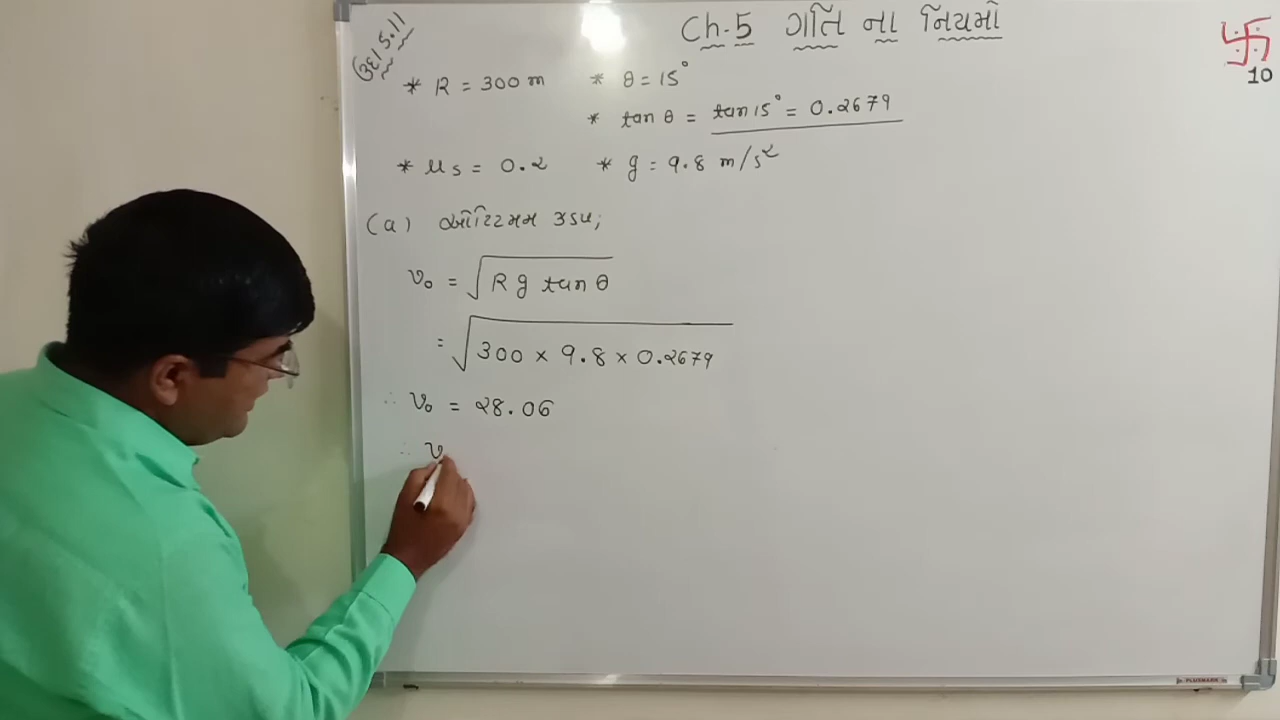 ઉદા 5.11
Ch-5 ગતિ ના નિયમો
10
* R = 300 m * θ = 15°
* tan θ = tan 15° = 0.2679
* μs = 0.2 * g = 9.8 m/s²
(a) ઓપ્ટિમમ ઝડપ;
v₀ = √R g tan θ
= √300 × 9.8 × 0.2679
∴ v₀ = 28.06
∴ v